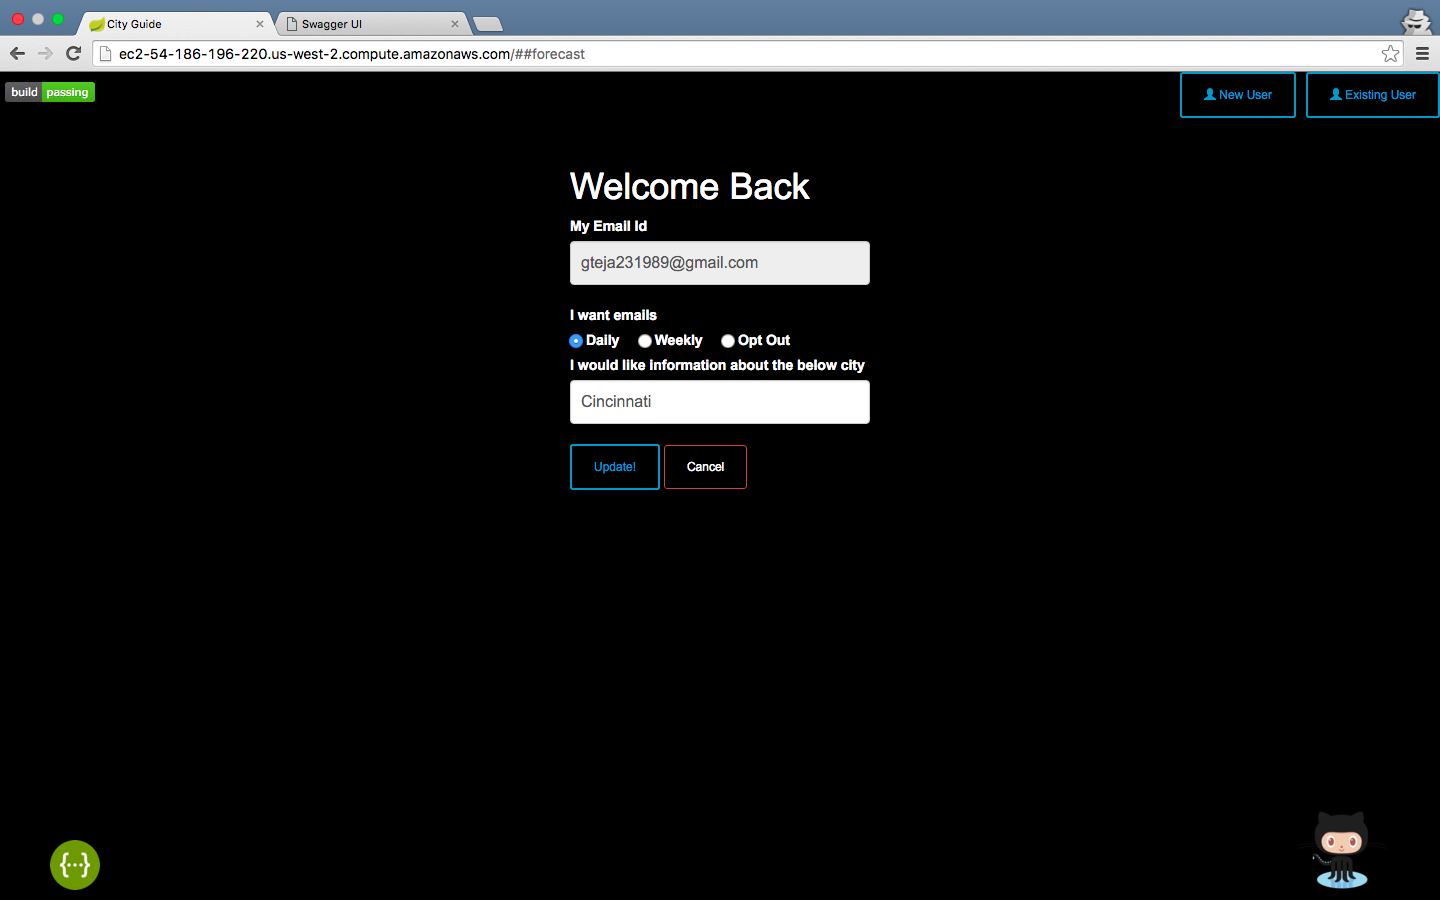 City Guide
Swagger UI
ec2-54-186-196-220.us-west-2.compute.amazonaws.com/##forecast
build passing
New User
Existing User
Welcome Back
My Email Id
gteja231989@gmail.com
I want emails
Daily Weekly Opt Out
I would like information about the below city
Cincinnati
Update! Cancel
{···}